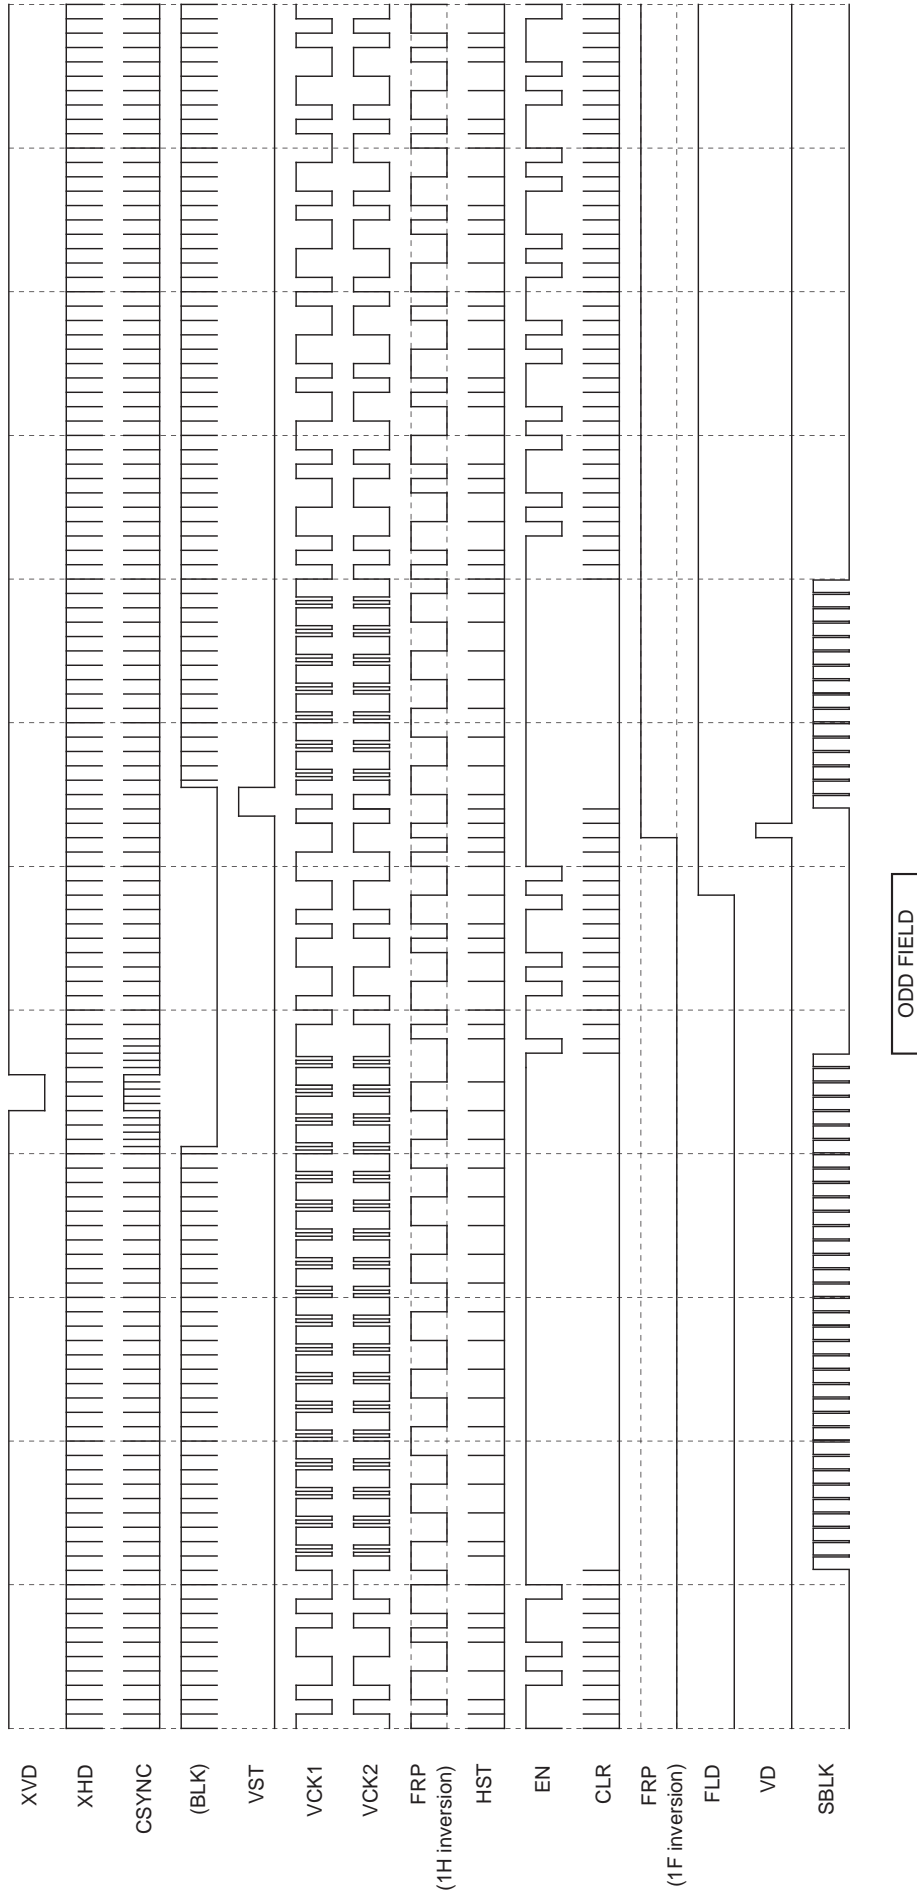 XVD
XHD
CSYNC
(BLK)
VST
VCK1
VCK2
FRP
(1H inversion)
HST
EN
CLR
FRP
(1F inversion)
FLD
VD
SBLK
ODD FIELD